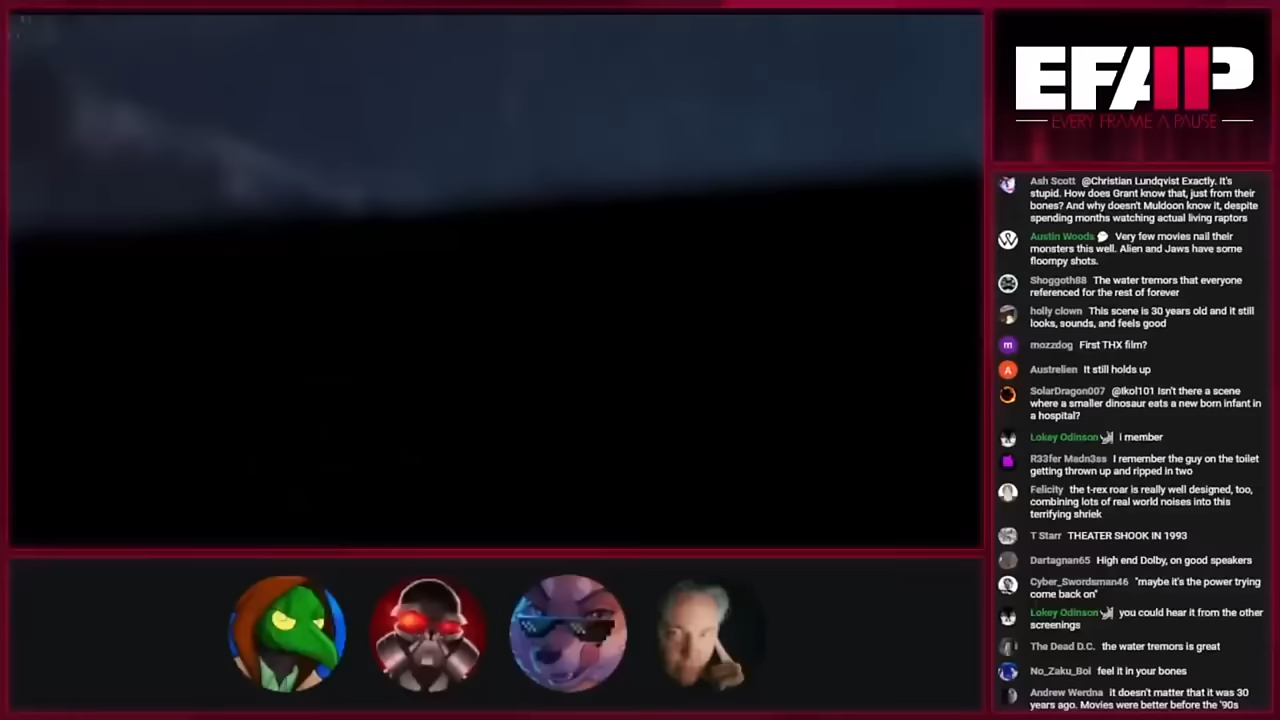 EFAP
EVERY FRAME A PAUSE
Ash Scott @Christian Lundqvist Exactly. It's
stupid. How does Grant know that, just from their
bones? And why doesn't Muldoon know it, despite
spending months watching actual living raptors
Austin Woods Very few movies nail their
monsters this well. Alien and Jaws have some
floompy shots.
Shoggoth88 The water tremors that everyone
referenced for the rest of forever
holly clown This scene is 30 years old and it still
looks, sounds, and feels good
m mozzdog First THX film?
A Austrelien It still holds up
SolarDragon007 @Ikol101 Isn't there a scene
where a smaller dinosaur eats a new born infant in
a hospital?
Lokey Odinson i member
R33fer Madn3ss I remember the guy on the toilet
getting thrown up and ripped in two
Felicity the t-rex roar is really well designed, too,
combining lots of real world noises into this
terrifying shriek
T Starr THEATER SHOOK IN 1993
Dartagnan65 High end Dolby, on good speakers
Cyber_Swordsman46 "maybe it's the power trying
come back on"
Lokey Odinson you could hear it from the other
screenings
The Dead D.C. the water tremors is great
No_Zaku_Boi feel it in your bones
Andrew Werdna it doesn't matter that it was 30
years ago. Movies were better before the '90s